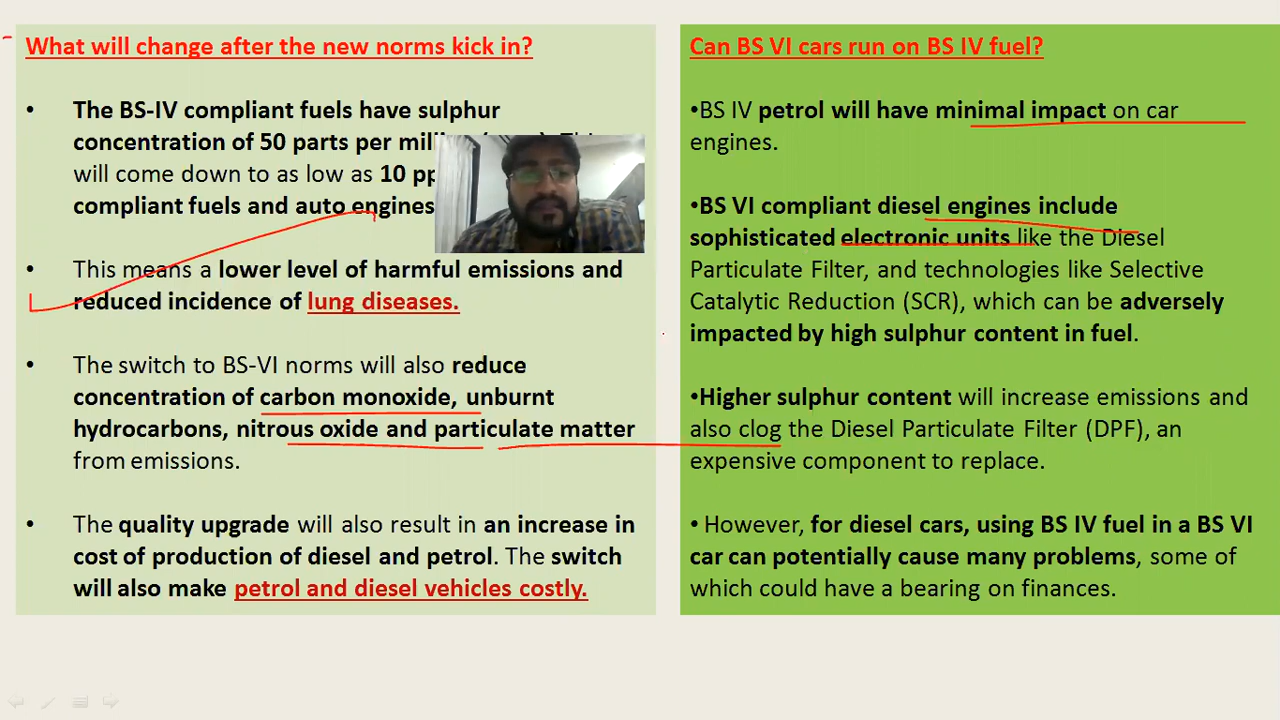 What will change after the new norms kick in?
• The BS-IV compliant fuels have sulphur
concentration of 50 parts per
will come down to as low as 10
compliant fuels and auto engines
• This means a lower level of harmful emissions and
reduced incidence of lung diseases.
• The switch to BS-VI norms will also reduce
concentration of carbon monoxide, unburnt
hydrocarbons, nitrous oxide and particulate matter
from emissions.
• The quality upgrade will also result in an increase in
cost of production of diesel and petrol. The switch
will also make petrol and diesel vehicles costly.
Can BS VI cars run on BS IV fuel?
•BS IV petrol will have minimal impact on car
engines.
•BS VI compliant diesel engines include
sophisticated electronic units like the Diesel
Particulate Filter, and technologies like Selective
Catalytic Reduction (SCR), which can be adversely
impacted by high sulphur content in fuel.
•Higher sulphur content will increase emissions and
also clog the Diesel Particulate Filter (DPF), an
expensive component to replace.
• However, for diesel cars, using BS IV fuel in a BS VI
car can potentially cause many problems, some of
which could have a bearing on finances.